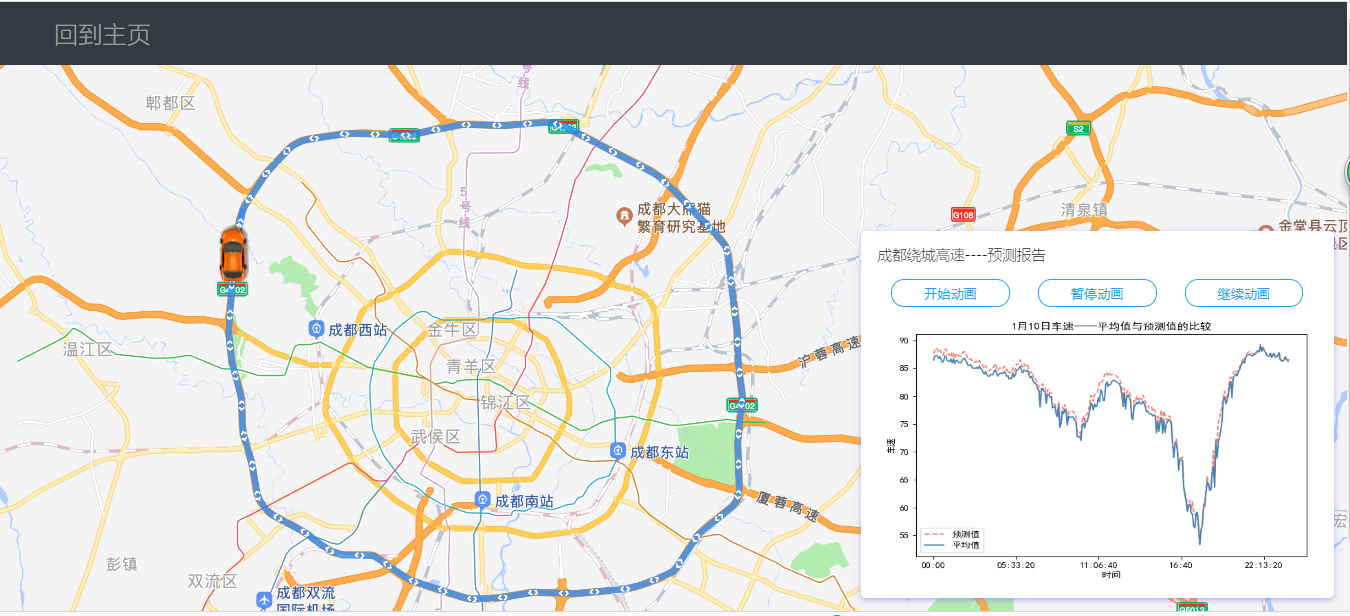 回到主页
郫都区
号
线
5
号
线
S2
G108
成都大熊猫
繁育研究基地
清泉镇
金堂县云顶
G4202
成都西站
金牛区
温江区
青羊区
锦江区
武侯区
沪蓉高速
G4202
成都东站
成都南站
厦蓉高速
彭镇
双流区
成都双流
国际机场
成都绕城高速----预测报告
开始动画
暂停动画
继续动画
1月10日车速——平均值与预测值的比较
90
85
80
75
70
65
60
55
车速
预测值
平均值
00:00
05:33:20
11:06:40
16:40
22:13:20
时间